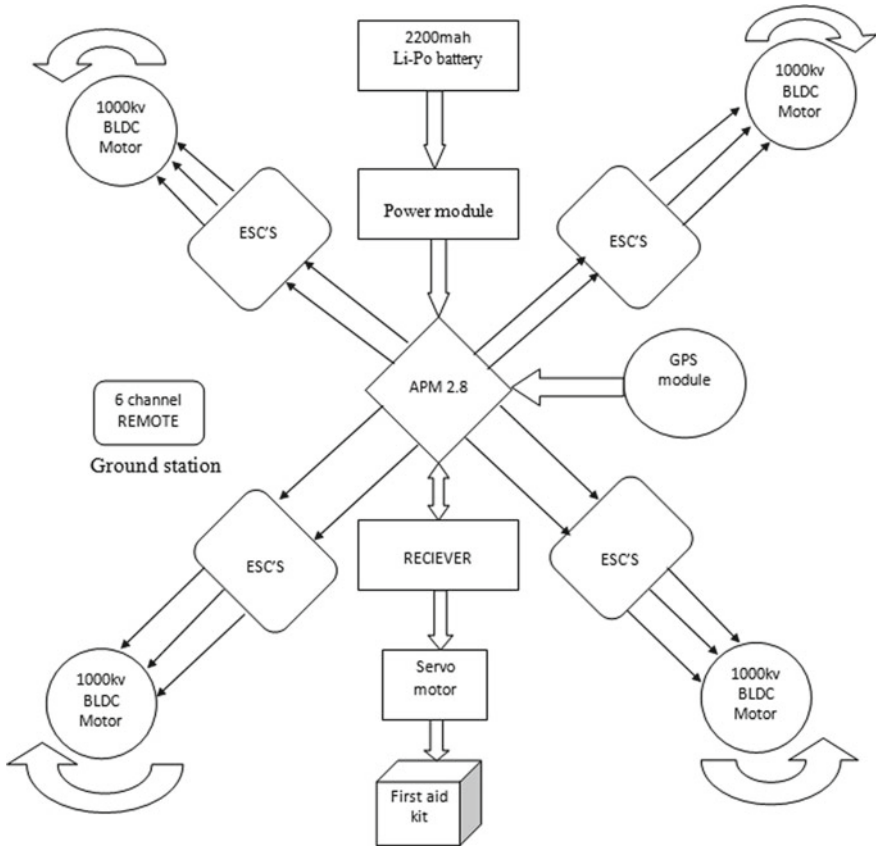 2200mah
Li-Po battery
1000kv
BLDC
Motor
1000kv
BLDC
Motor
Power module
ESC'S
ESC'S
APM 2.8
GPS
module
6 channel
REMOTE
Ground station
ESC'S
RECIEVER
ESC'S
1000kv
BLDC
Motor
Servo
motor
1000kv
BLDC
Motor
First aid
kit